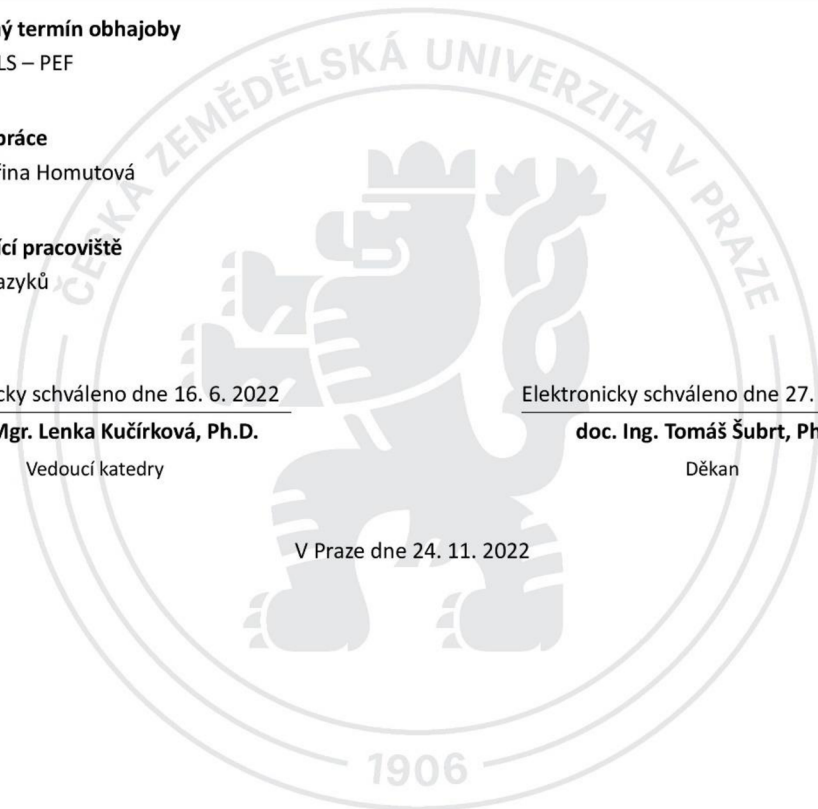 ý termín obhajoby
LS – PEF
práce
řina Homutová
ící pracoviště
azyků
ČESKÁ ZEMĚDĚLSKÁ UNIVERZITA V PRAZE
cky schváleno dne 16. 6. 2022
Elektronicky schváleno dne 27.
Mgr. Lenka Kučírková, Ph.D.
doc. Ing. Tomáš Šubrt, Ph
Vedoucí katedry
Děkan
V Praze dne 24. 11. 2022
1906